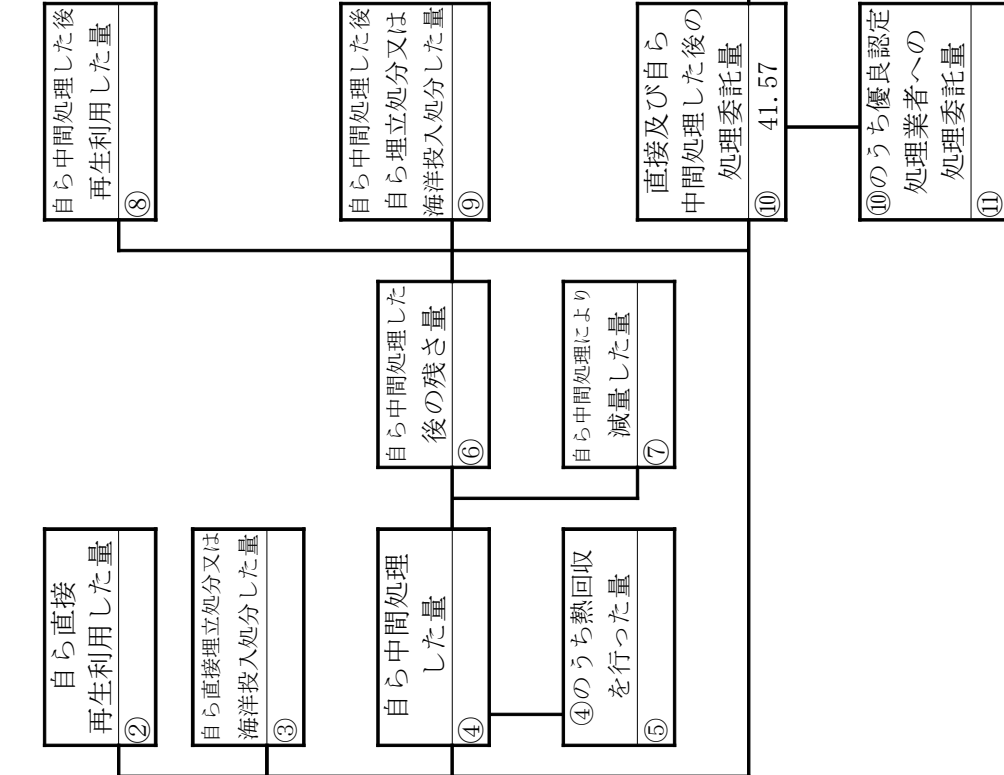 自ら直接
再生利用した量
②
自ら直接埋立処分又は
海洋投入処分した量
③
自ら中間処理
した量
④
④のうち熱回収
を行った量
⑤
自ら中間処理した
後の残さ量
⑥
自ら中間処理により
減量した量
⑦
自ら中間処理した後
再生利用した量
⑧
自ら中間処理した後
自ら埋立処分又は
海洋投入処分した量
⑨
直接及び自ら
中間処理した後の
処理委託量
⑩ 41.57
⑩のうち優良認定
処理業者への
処理委託量
⑪